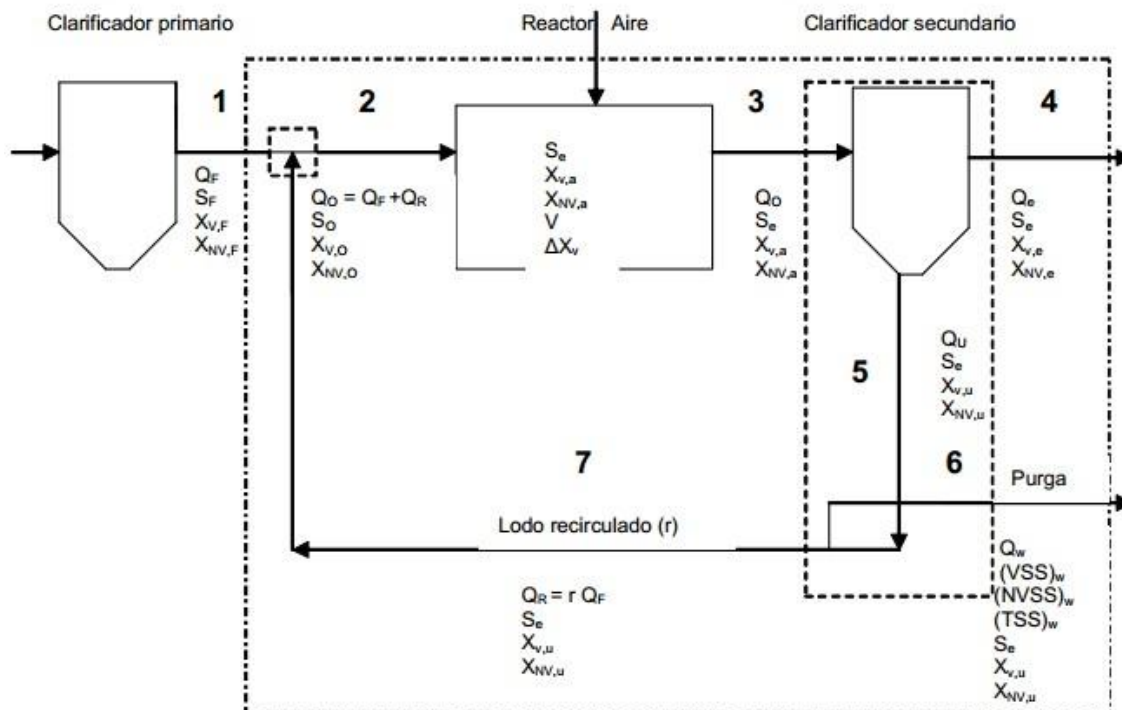 Clarificador primario
Reactor
Aire
Clarificador secundario
1
2
3
4
Q_F
S_F
X_V,F
X_NV,F
Q_O = Q_F +Q_R
S_O
X_V,O
X_NV,O
S_e
X_v,a
X_NV,a
V
ΔX_v
Q_O
S_e
X_v,a
X_NV,a
Q_e
S_e
X_v,e
X_NV,e
5
Q_U
S_e
X_v,u
X_NV,u
7
6
Purga
Lodo recirculado (r)
Q_R = r Q_F
S_e
X_v,u
X_NV,u
Q_w
(VSS)_w
(NVSS)_w
(TSS)_w
S_e
X_v,u
X_NV,u